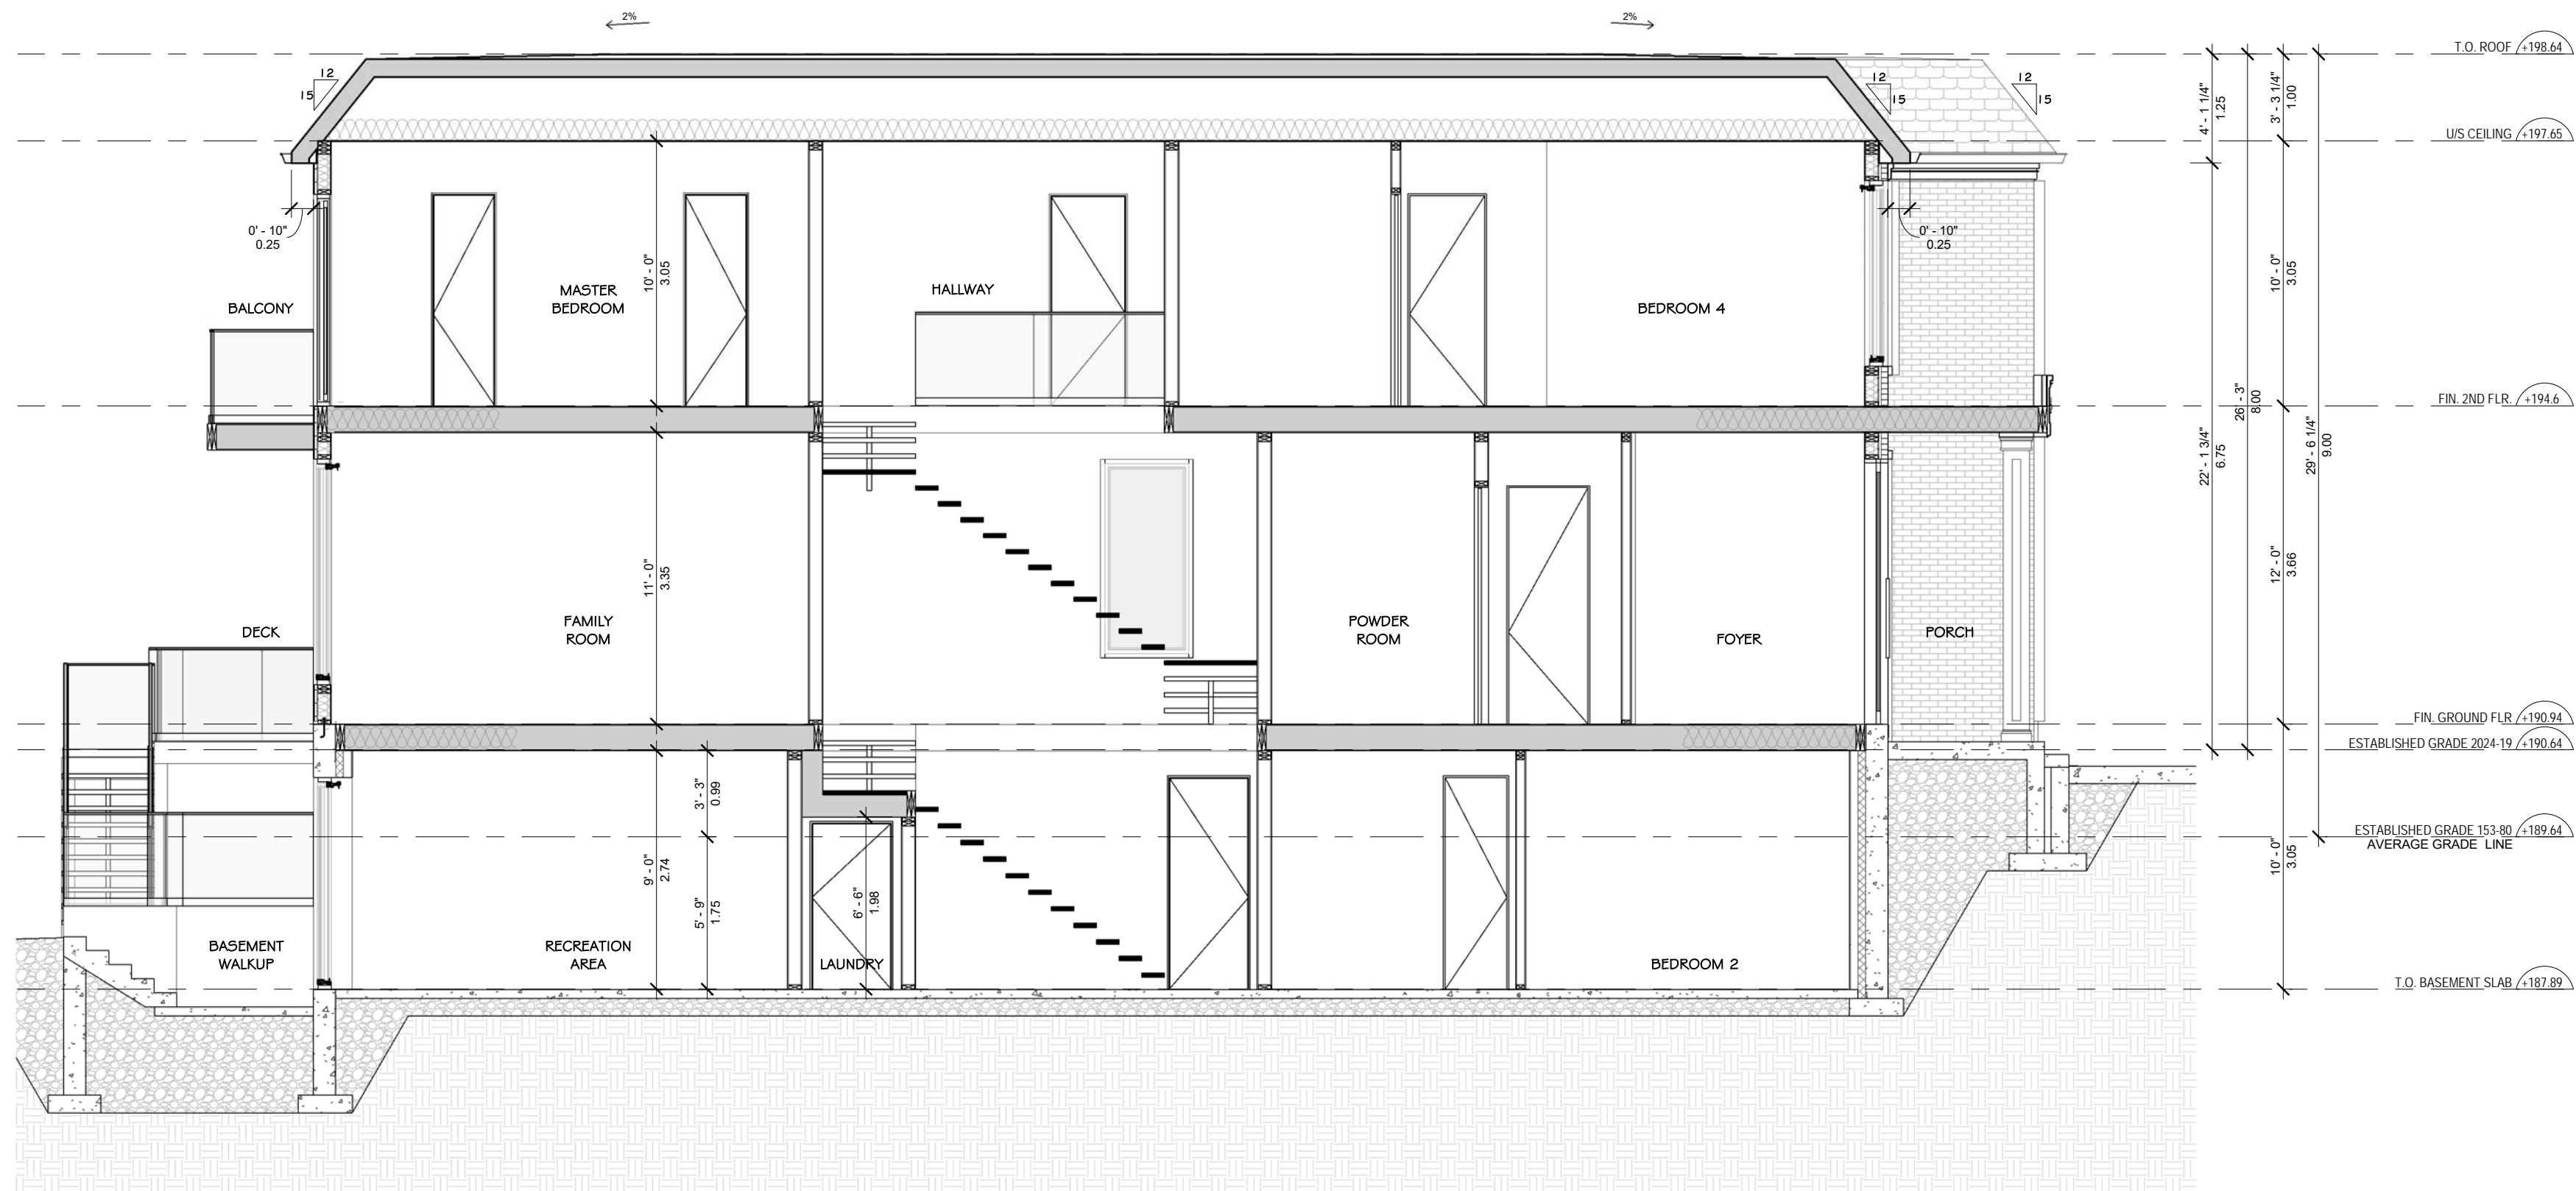 2%
2%
T.O. ROOF +198.64
12
15
12
15
12
15
4' - 1 1/4"
1.25
3' - 3 1/4"
1.00
U/S CEILING +197.65
0' - 10"
0.25
0' - 10"
0.25
BALCONY
MASTER
BEDROOM
10' - 0"
3.05
HALLWAY
BEDROOM 4
10' - 0"
3.05
FIN. 2ND FLR. +194.6
22' - 1 3/4"
6.75
26' - 3"
8.00
29' - 6 1/4"
9.00
12' - 0"
3.66
DECK
FAMILY
ROOM
11' - 0"
3.35
POWDER
ROOM
FOYER
PORCH
FIN. GROUND FLR +190.94
ESTABLISHED GRADE 2024-19 +190.64
3' - 3"
0.99
ESTABLISHED GRADE 153-80 +189.64
AVERAGE GRADE LINE
9' - 0"
2.74
5' - 9"
1.75
6' - 6"
1.98
10' - 0"
3.05
BASEMENT
WALKUP
RECREATION
AREA
LAUNDRY
BEDROOM 2
T.O. BASEMENT SLAB +187.89